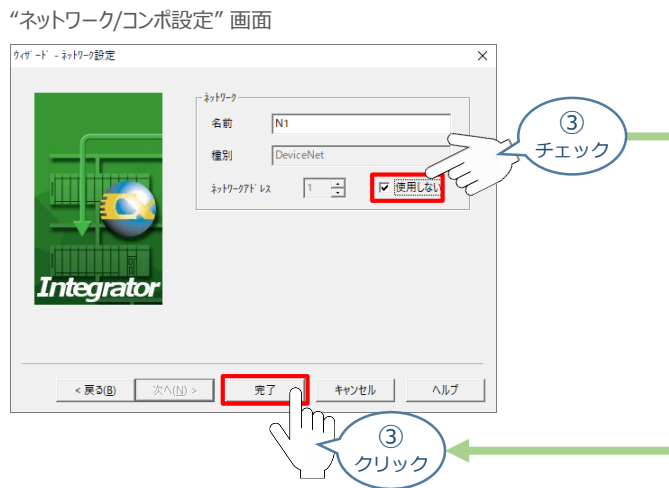 “ネットワーク/コンポ設定” 画面
ウィザード - ネットワーク設定
ネットワーク
名前 N1
種別 DeviceNet
ネットワークアドレス 1 使用しない
③
チェック
CX
Integrator
< 戻る(B) 次へ(N) > 完了 キャンセル ヘルプ
③
クリック